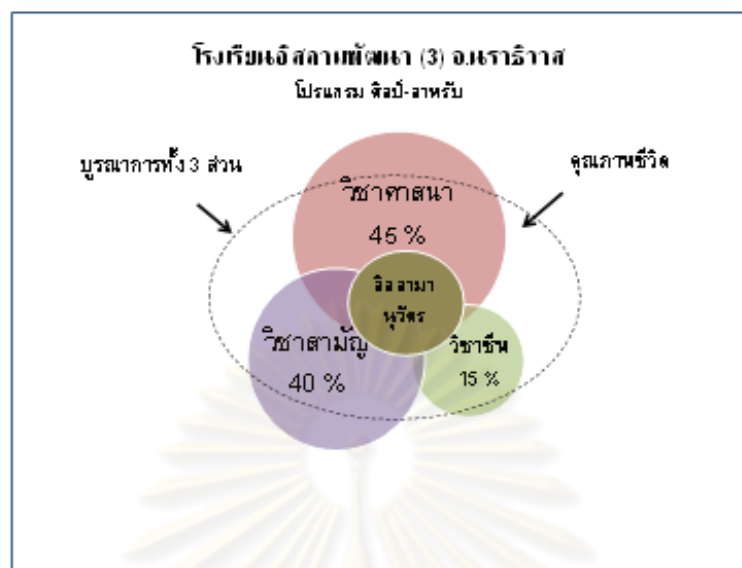 โรงเรียนอิสลามพัฒนา (3) จ.นราธิวาส
โปรแกรม ศิลป์-อาหรับ
บูรณาการทั้ง 3 ส่วน
คุณภาพชีวิต
วิชาศาสนา
45 %
อิสลามา
นุวัตร
วิชาสามัญ
40 %
วิชาชีพ
15 %